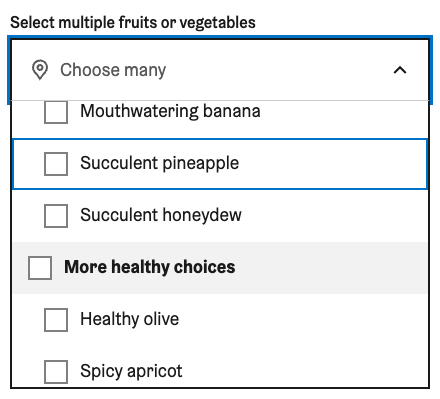 Select multiple fruits or vegetables
Choose many
Mouthwatering banana
Succulent pineapple
Succulent honeydew
More healthy choices
Healthy olive
Spicy apricot